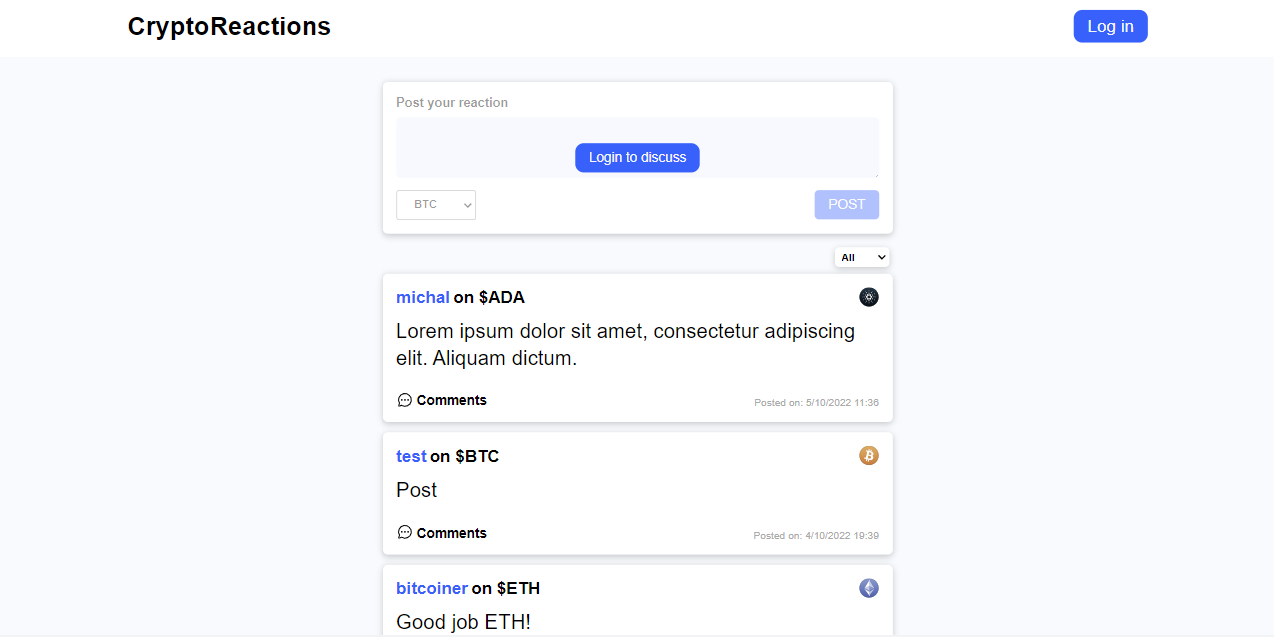 CryptoReactions
Log in
Post your reaction
Login to discuss
BTC
POST
All
michal on $ADA
Lorem ipsum dolor sit amet, consectetur adipiscing
elit. Aliquam dictum.
Comments
Posted on: 5/10/2022 11:36
test on $BTC
Post
Comments
Posted on: 4/10/2022 19:39
bitcoiner on $ETH
Good job ETH!